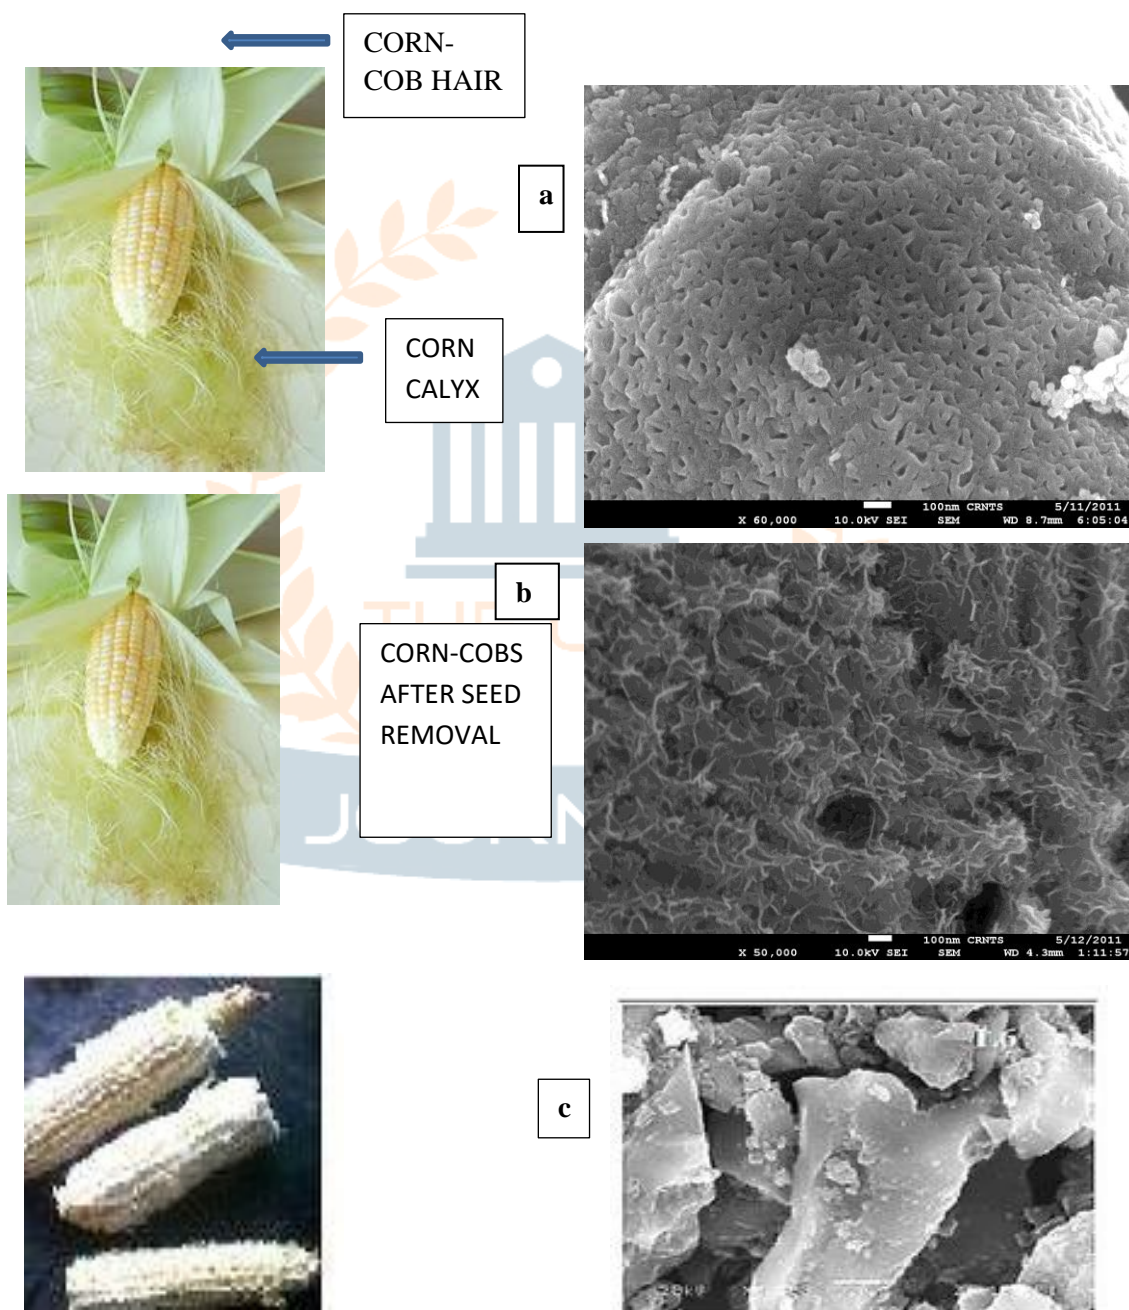 CORN-
COB HAIR
a
CORN
CALYX
100nm CRNTS 5/11/2011
X 60,000 10.0kV SEI SEM WD 8.7mm 6:05:04
b
CORN-COBS
AFTER SEED
REMOVAL
JOURN
100nm CRNTS 5/12/2011
X 50,000 10.0kV SEI SEM WD 4.3mm 1:11:57
c